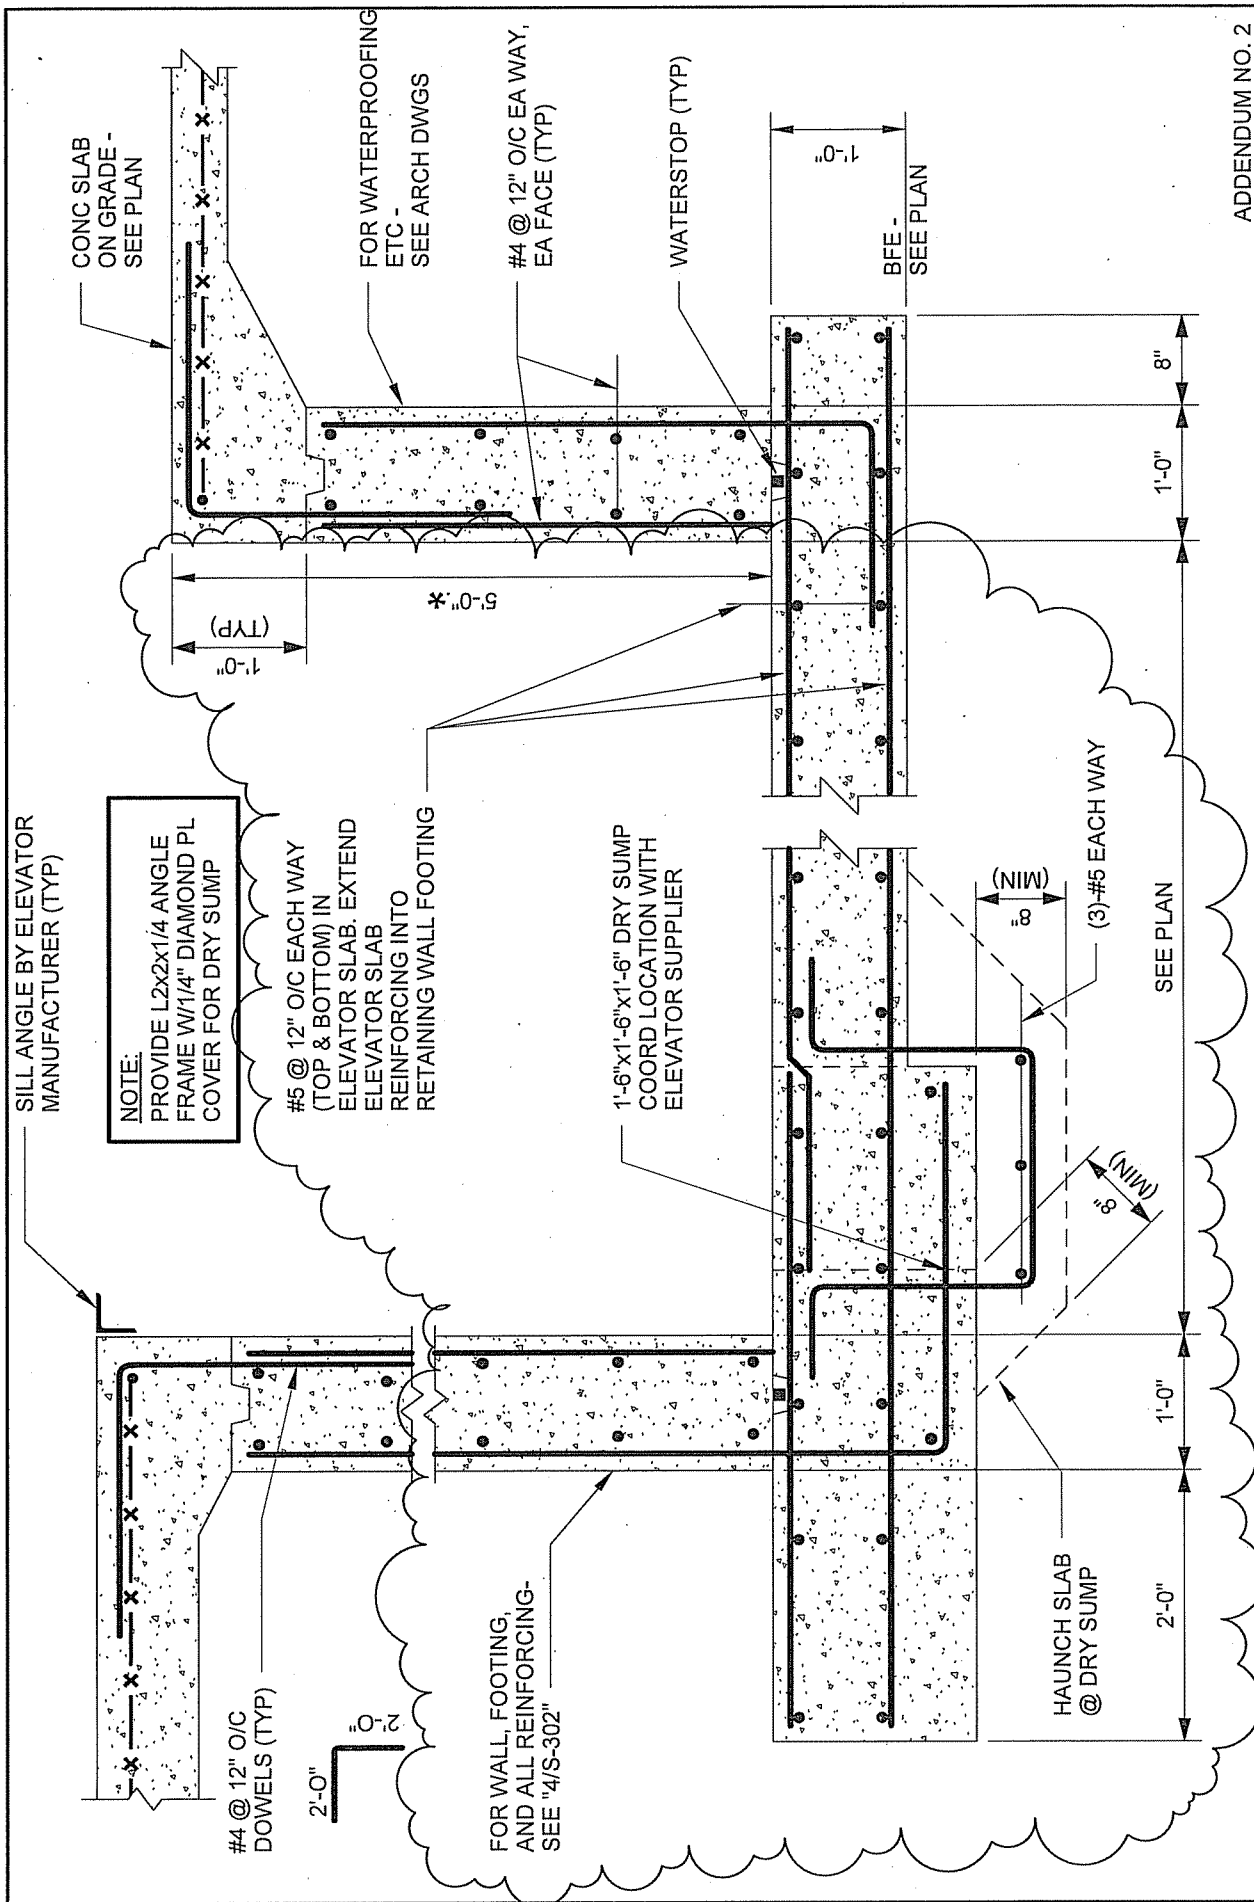 SILL ANGLE BY ELEVATOR
MANUFACTURER (TYP)
NOTE:
PROVIDE L2x2x1/4 ANGLE
FRAME W/1/4" DIAMOND PL
COVER FOR DRY SUMP
CONC SLAB
ON GRADE -
SEE PLAN
#4 @ 12" O/C
DOWELS (TYP)
2'-0"
2'-0"
1'-0"
(TYP)
5'-0"*
FOR WATERPROOFING
ETC -
SEE ARCH DWGS
#5 @ 12" O/C EACH WAY
(TOP & BOTTOM) IN
ELEVATOR SLAB. EXTEND
ELEVATOR SLAB
REINFORCING INTO
RETAINING WALL FOOTING
#4 @ 12" O/C EA WAY,
EA FACE (TYP)
FOR WALL, FOOTING,
AND ALL REINFORCING-
SEE "4/S-302"
1'-6"x1'-6"x1'-6" DRY SUMP
COORD LOCATION WITH
ELEVATOR SUPPLIER
WATERSTOP (TYP)
1'-0"
BFE -
SEE PLAN
8"
(MIN)
8"
(MIN)
(3)-#5 EACH WAY
HAUNCH SLAB
@ DRY SUMP
2'-0"
1'-0"
SEE PLAN
1'-0"
8"
ADDENDUM NO. 2